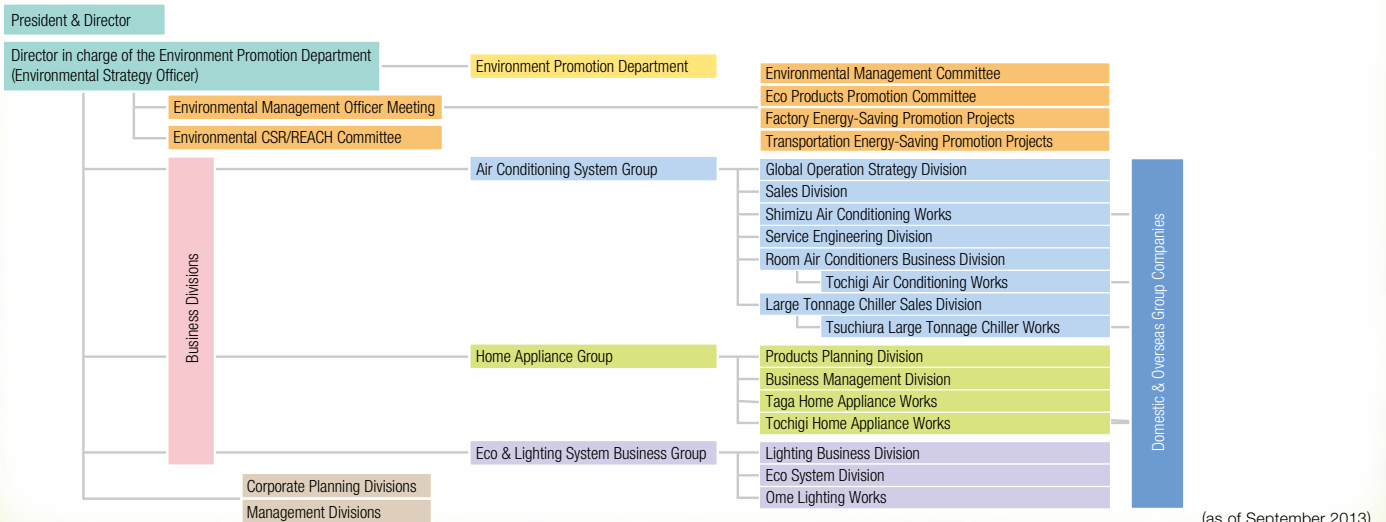 President & Director
Director in charge of the Environment Promotion Department
(Environmental Strategy Officer)
Environment Promotion Department
Environmental Management Officer Meeting
Environmental CSR/REACH Committee
Environmental Management Committee
Eco Products Promotion Committee
Factory Energy-Saving Promotion Projects
Transportation Energy-Saving Promotion Projects
Business Divisions
Air Conditioning System Group
Global Operation Strategy Division
Sales Division
Shimizu Air Conditioning Works
Service Engineering Division
Room Air Conditioners Business Division
Tochigi Air Conditioning Works
Large Tonnage Chiller Sales Division
Tsuchiura Large Tonnage Chiller Works
Home Appliance Group
Products Planning Division
Business Management Division
Taga Home Appliance Works
Tochigi Home Appliance Works
Eco & Lighting System Business Group
Lighting Business Division
Eco System Division
Ome Lighting Works
Domestic & Overseas Group Companies
Corporate Planning Divisions
Management Divisions
(as of September 2013)